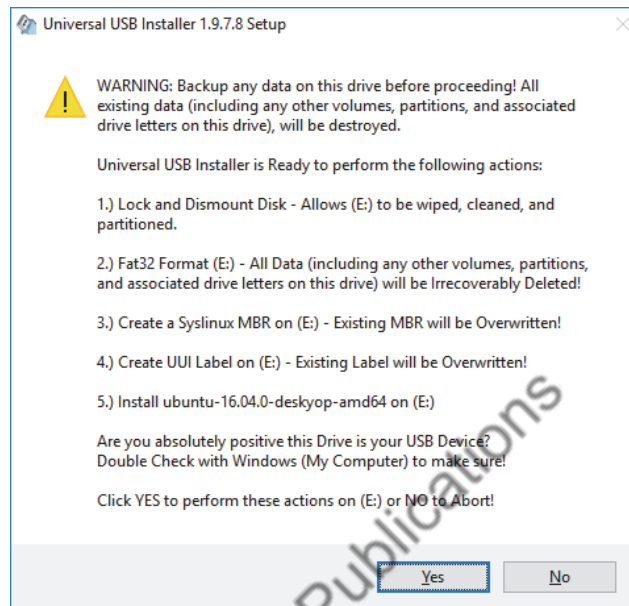 Universal USB Installer 1.9.7.8 Setup
WARNING: Backup any data on this drive before proceeding! All
existing data (including any other volumes, partitions, and associated
drive letters on this drive), will be destroyed.
Universal USB Installer is Ready to perform the following actions:
1.) Lock and Dismount Disk - Allows (E:) to be wiped, cleaned, and
partitioned.
2.) Fat32 Format (E:) - All Data (including any other volumes, partitions,
and associated drive letters on this drive) will be Irrecoverably Deleted!
3.) Create a Syslinux MBR on (E:) - Existing MBR will be Overwritten!
4.) Create UUI Label on (E:) - Existing Label will be Overwritten!
5.) Install ubuntu-16.04.0-deskyop-amd64 on (E:)
Are you absolutely positive this Drive is your USB Device?
Double Check with Windows (My Computer) to make sure!
Click YES to perform these actions on (E:) or NO to Abort!
Yes No
Publications